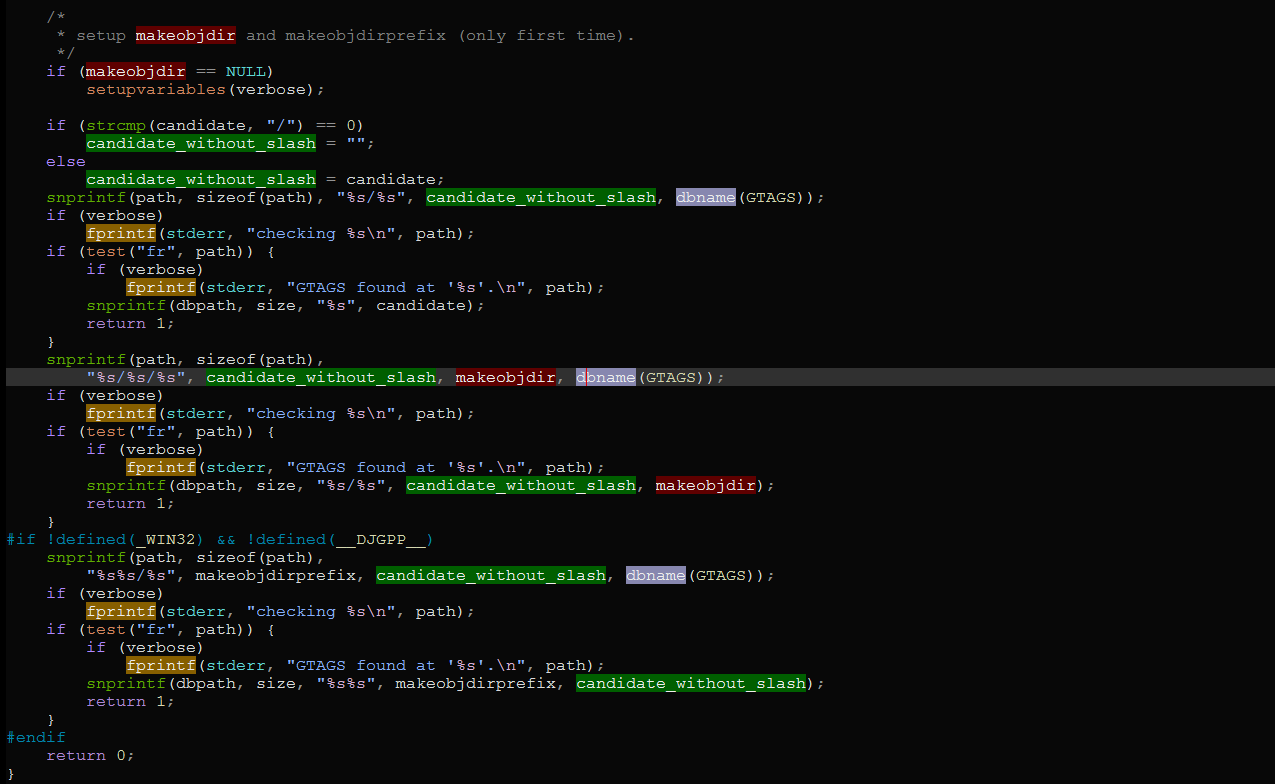 /*
 * setup makeobjdir and makeobjdirprefix (only first time).
 */
if (makeobjdir == NULL)
    setupvariables(verbose);

if (strcmp(candidate, "/") == 0)
    candidate_without_slash = "";
else
    candidate_without_slash = candidate;
snprintf(path, sizeof(path), "%s/%s", candidate_without_slash, dbname(GTAGS));
if (verbose)
    fprintf(stderr, "checking %s\n", path);
if (test("fr", path)) {
    if (verbose)
        fprintf(stderr, "GTAGS found at '%s'.\n", path);
    snprintf(dbpath, size, "%s", candidate);
    return 1;
}
snprintf(path, sizeof(path),
    "%s/%s/%s", candidate_without_slash, makeobjdir, dbname(GTAGS));
if (verbose)
    fprintf(stderr, "checking %s\n", path);
if (test("fr", path)) {
    if (verbose)
        fprintf(stderr, "GTAGS found at '%s'.\n", path);
    snprintf(dbpath, size, "%s/%s", candidate_without_slash, makeobjdir);
    return 1;
}
#if !defined(_WIN32) && !defined(__DJGPP__)
snprintf(path, sizeof(path),
    "%s%s/%s", makeobjdirprefix, candidate_without_slash, dbname(GTAGS));
if (verbose)
    fprintf(stderr, "checking %s\n", path);
if (test("fr", path)) {
    if (verbose)
        fprintf(stderr, "GTAGS found at '%s'.\n", path);
    snprintf(dbpath, size, "%s%s", makeobjdirprefix, candidate_without_slash);
    return 1;
}
#endif
return 0;
}